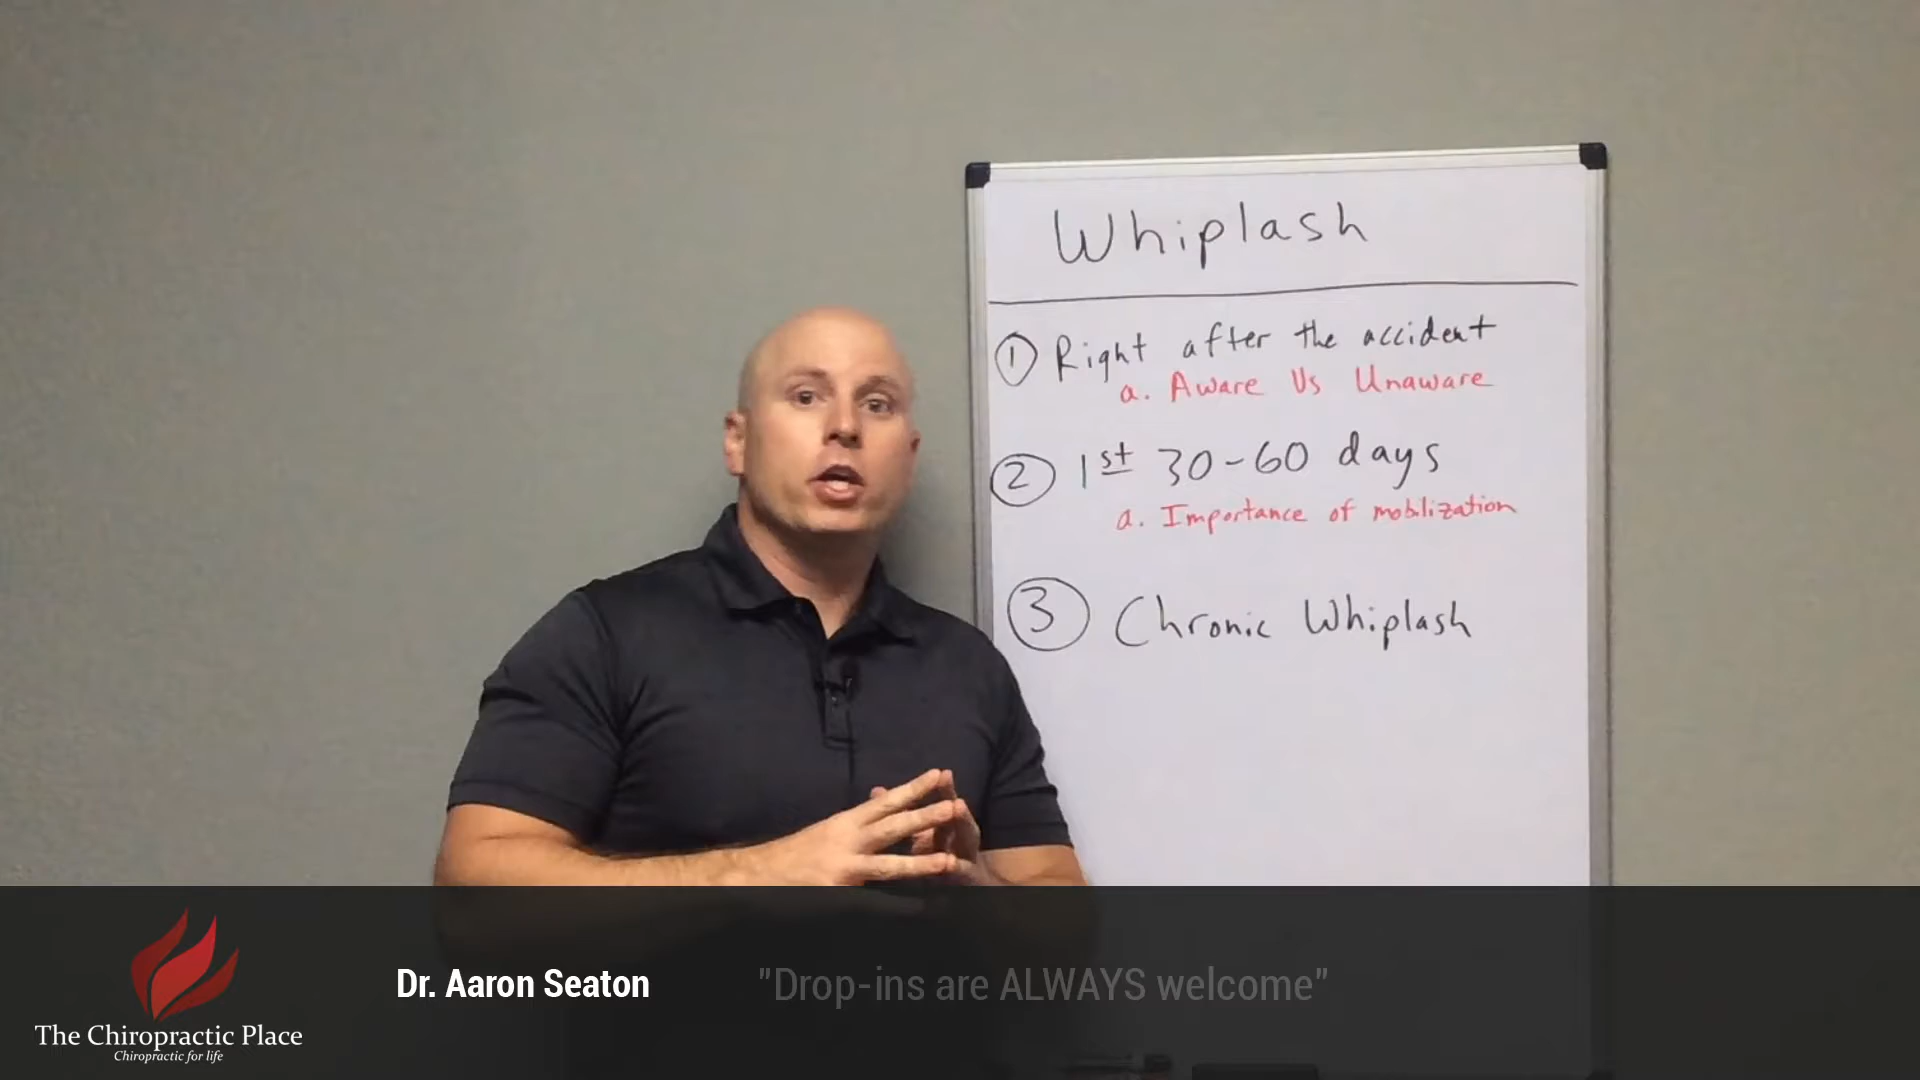 Whiplash
1 Right after the accident
a. Aware Vs Unaware
2 1st 30-60 days
a. Importance of mobilization
3 Chronic Whiplash
Dr. Aaron Seaton
"Drop-ins are ALWAYS welcome"
The Chiropractic Place
Chiropractic for life